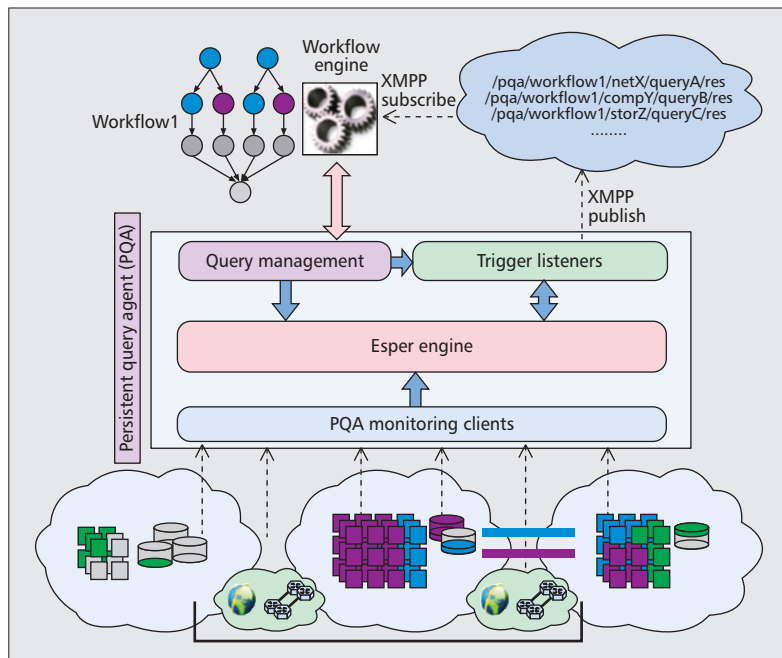 Workflow
engine
XMPP
subscribe
/pqa/workflow1/netX/queryA/res
/pqa/workflow1/compY/queryB/res
/pqa/workflow1/storZ/queryC/res
........
Workflow1
XMPP
publish
Persistent query agent (PQA)
Query management
Trigger listeners
Esper engine
PQA monitoring clients